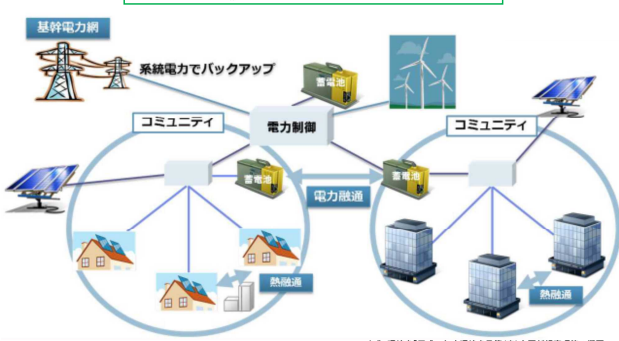 基幹電力網
系統電力でバックアップ
蓄電池
電力制御
コミュニティ
コミュニティ
蓄電池
蓄電池
電力融通
熱融通
熱融通